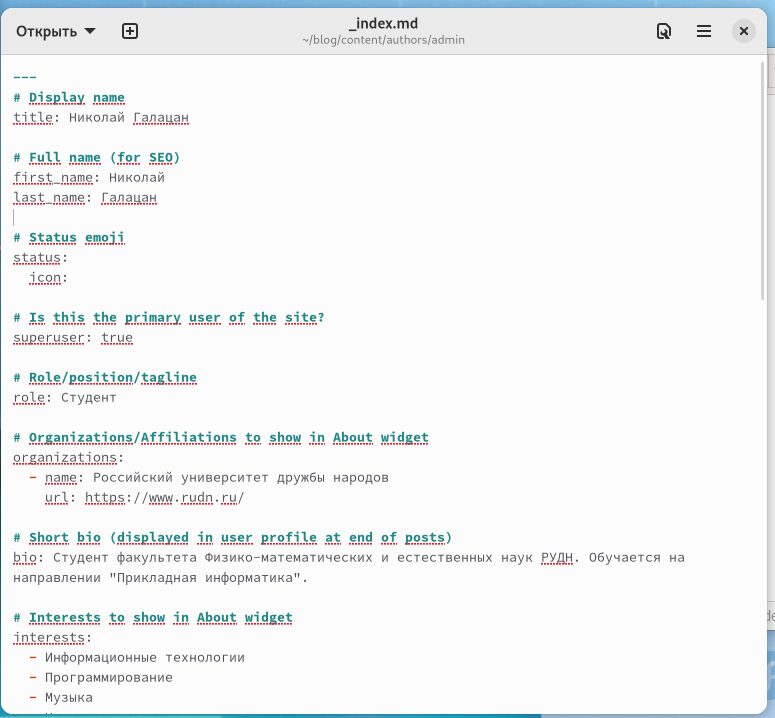 Открыть
_index.md
~/blog/content/authors/admin
---
# Display name
title: Николай Галацан
# Full name (for SEO)
first_name: Николай
last_name: Галацан
# Status emoji
status:
  icon:
# Is this the primary user of the site?
superuser: true
# Role/position/tagline
role: Студент
# Organizations/Affiliations to show in About widget
organizations:
  - name: Российский университет дружбы народов
    url: https://www.rudn.ru/
# Short bio (displayed in user profile at end of posts)
bio: Студент факультета Физико-математических и естественных наук РУДН. Обучается на
направлении "Прикладная информатика".
# Interests to show in About widget
interests:
  - Информационные технологии
  - Программирование
  - Музыка